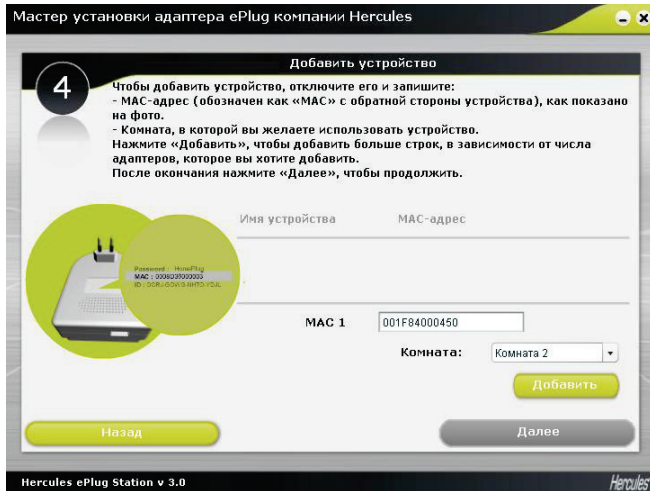 Мастер установки адаптера ePlug компании Hercules
Добавить устройство
4
Чтобы добавить устройство, отключите его и запишите:
- MAC-адрес (обозначен как «MAC» с обратной стороны устройства), как показано
на фото.
- Комната, в которой вы желаете использовать устройство.
Нажмите «Добавить», чтобы добавить больше строк, в зависимости от числа
адаптеров, которое вы хотите добавить.
После окончания нажмите «Далее», чтобы продолжить.
Имя устройства MAC-адрес
Password : HomePlug
MAC :
ID :
MAC 1 001F84000450
Комната: Комната 2
Добавить
Назад Далее
Hercules ePlug Station v 3.0 Hercules